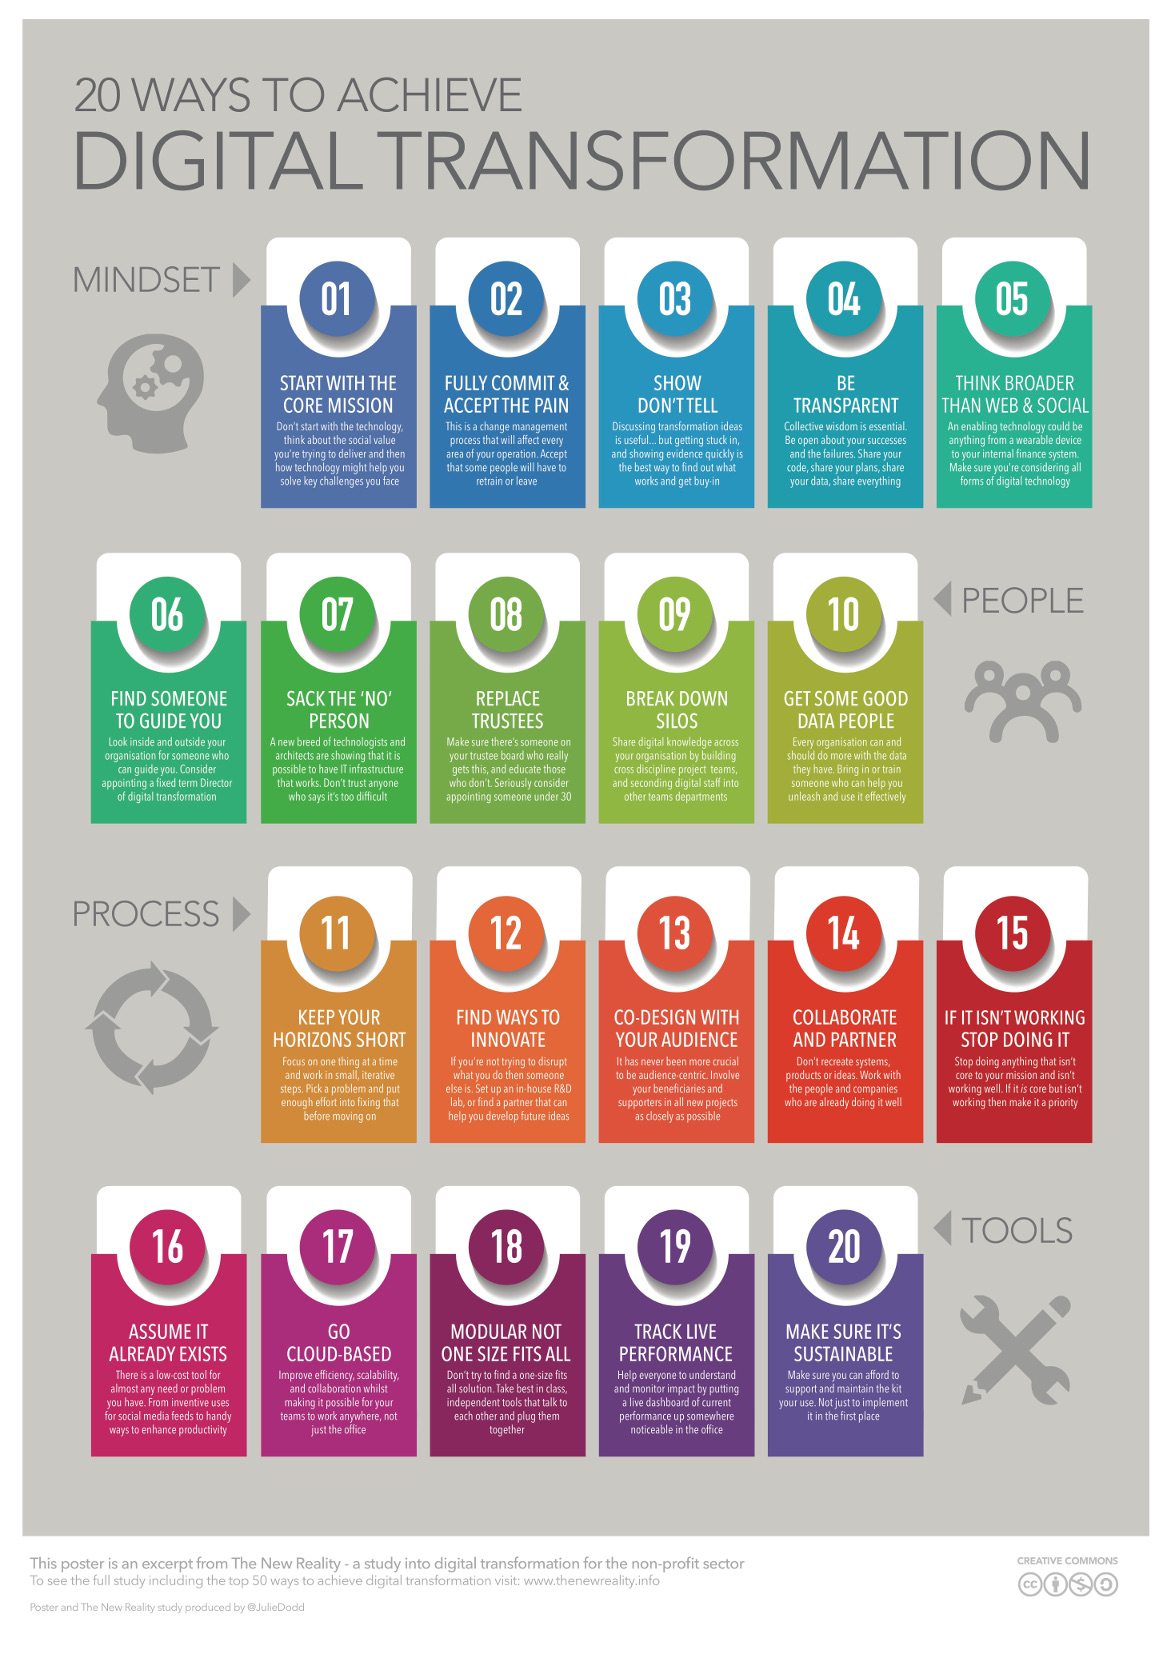 20 WAYS TO ACHIEVE
DIGITAL TRANSFORMATION
MINDSET
01
START WITH THE
CORE MISSION
Don't start with the technology,
think about the social value
you're trying to deliver and then
how technology might help you
solve key challenges you face
02
FULLY COMMIT &
ACCEPT THE PAIN
This is a change management
process that will affect every
area of your operation. Accept
that some people will have to
retrain or leave
03
SHOW
DON'T TELL
Discussing transformation ideas
is useful... but getting stuck in,
and showing evidence quickly is
the best way to find out what
works and get buy-in
04
BE
TRANSPARENT
Collective wisdom is essential.
Be open about your successes
and the failures. Share your
code, share your plans, share
your data, share everything
05
THINK BROADER
THAN WEB & SOCIAL
An enabling technology could be
anything from a wearable device
to your internal finance system.
Make sure you're considering all
forms of digital technology
PEOPLE
06
FIND SOMEONE
TO GUIDE YOU
Look inside and outside your
organisation for someone who
can guide you. Consider
appointing a fixed term Director
of digital transformation
07
SACK THE 'NO'
PERSON
A new breed of technologists and
architects are showing that it is
possible to have IT infrastructure
that works. Don't trust anyone
who says it's too difficult
08
REPLACE
TRUSTEES
Make sure there's someone on
your trustee board who really
gets this, and educate those
who don't. Seriously consider
appointing someone under 30
09
BREAK DOWN
SILOS
Share digital knowledge across
your organisation by building
cross discipline project teams,
and seconding digital staff into
other teams departments
10
GET SOME GOOD
DATA PEOPLE
Every organisation can and
should do more with the data
they have. Bring in or train
someone who can help you
unleash and use it effectively
PROCESS
11
KEEP YOUR
HORIZONS SHORT
Focus on one thing at a time
and work in small, iterative
steps. Pick a problem and put
enough effort into fixing that
before moving on
12
FIND WAYS TO
INNOVATE
If you're not trying to disrupt
what you do then someone
else is. Set up an in-house R&D
lab, or find a partner that can
help you develop future ideas
13
CO-DESIGN WITH
YOUR AUDIENCE
It has never been more crucial
to be audience-centric. Involve
your beneficiaries and
supporters in all new projects
as closely as possible
14
COLLABORATE
AND PARTNER
Don't recreate systems,
products or ideas. Work with
the people and companies
who are already doing it well
15
IF IT ISN'T WORKING
STOP DOING IT
Stop doing anything that isn't
core to your mission and isn't
working well. If it is core but isn't
working then make it a priority
TOOLS
16
ASSUME IT
ALREADY EXISTS
There is a low-cost tool for
almost any need or problem
you have. From inventive uses
for social media feeds to handy
ways to enhance productivity
17
GO
CLOUD-BASED
Improve efficiency, scalability,
and collaboration whilst
making it possible for your
teams to work anywhere, not
just the office
18
MODULAR NOT
ONE SIZE FITS ALL
Don't try to find a one-size fits
all solution. Take best in class,
independent tools that talk to
each other and plug them
together
19
TRACK LIVE
PERFORMANCE
Help everyone to understand
and monitor impact by putting
a live dashboard of current
performance up somewhere
noticeable in the office
20
MAKE SURE IT'S
SUSTAINABLE
Make sure you can afford to
support and maintain the kit
your use. Not just to implement
it in the first place
This poster is an excerpt from The New Reality - a study into digital transformation for the non-profit sector
To see the full study including the top 50 ways to achieve digital transformation visit: www.thenewreality.info
Poster and The New Reality study produced by @JulieDodd
CREATIVE COMMONS
cc